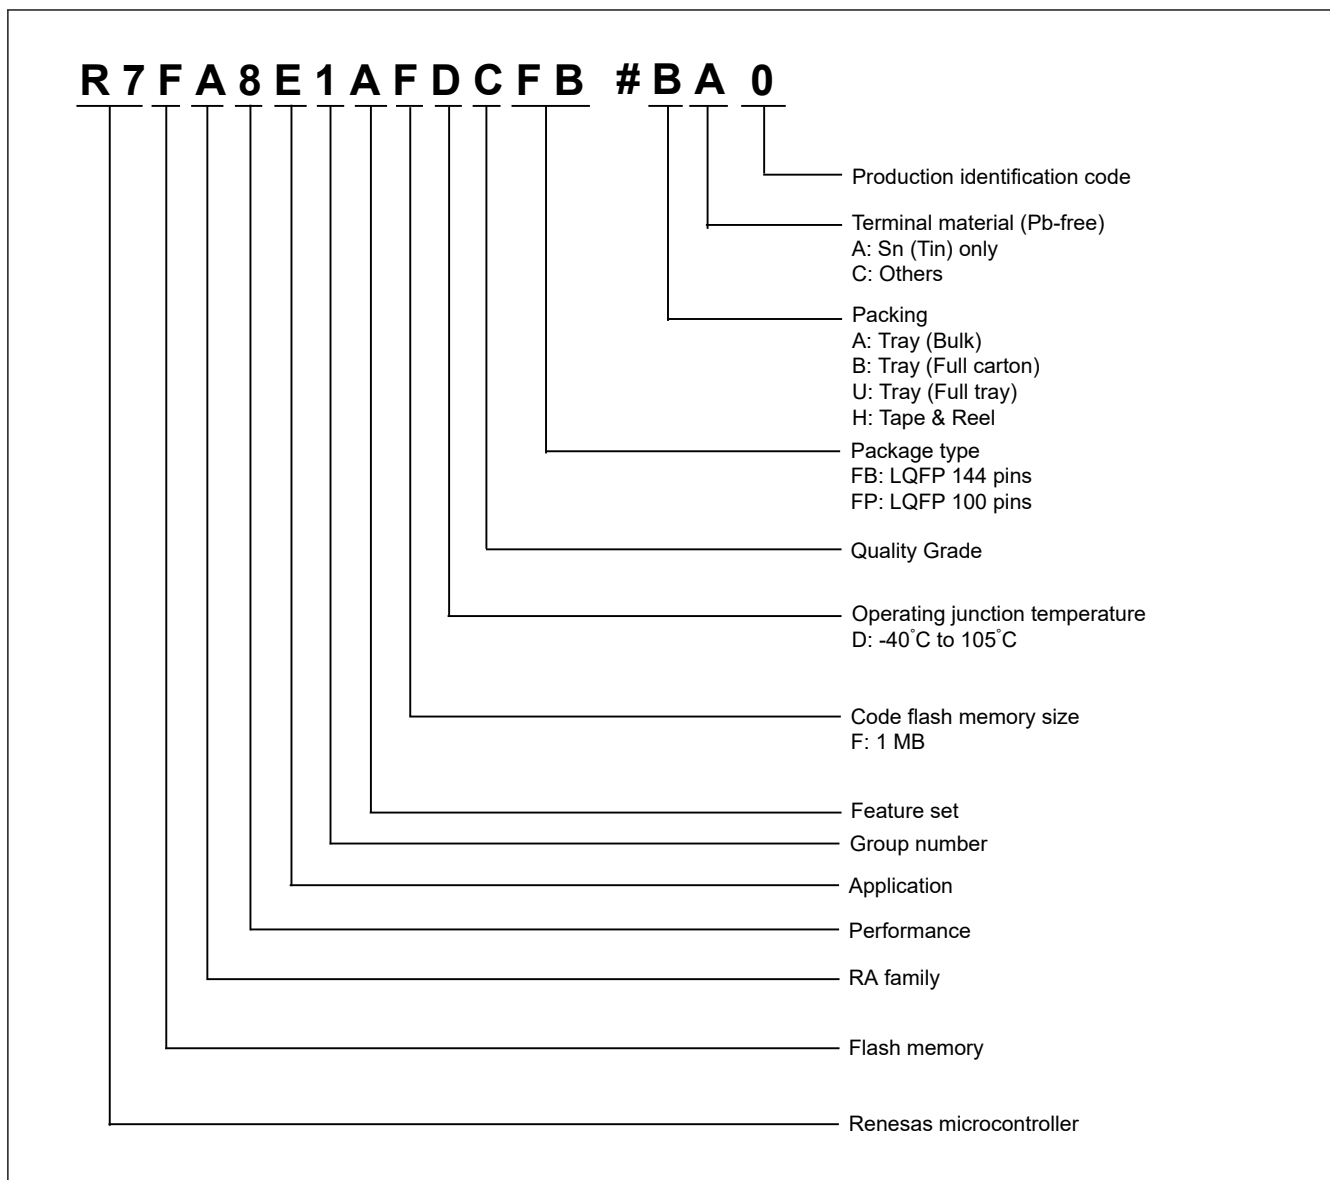 R7FA8E1AFDCFB #BA0
Production identification code
Terminal material (Pb-free)
A: Sn (Tin) only
C: Others
Packing
A: Tray (Bulk)
B: Tray (Full carton)
U: Tray (Full tray)
H: Tape & Reel
Package type
FB: LQFP 144 pins
FP: LQFP 100 pins
Quality Grade
Operating junction temperature
D: -40°C to 105°C
Code flash memory size
F: 1 MB
Feature set
Group number
Application
Performance
RA family
Flash memory
Renesas microcontroller